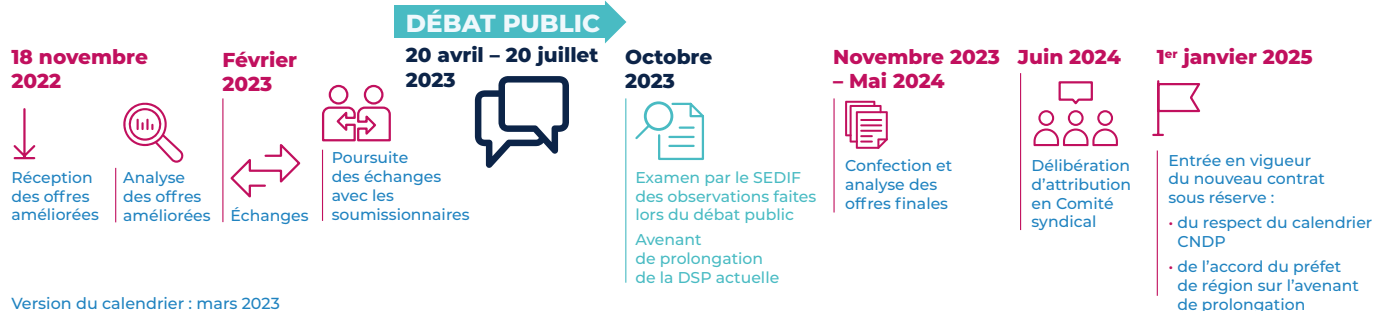 DÉBAT PUBLIC
18 novembre
2022
Réception
des offres
améliorées
Analyse
des offres
améliorées
Février
2023
Échanges
Poursuite
des échanges
avec les
soumissionnaires
20 avril – 20 juillet
2023
Octobre
2023
Examen par le SEDIF
des observations faites
lors du débat public
Avenant
de prolongation
de la DSP actuelle
Novembre 2023
– Mai 2024
Confection et
analyse des
offres finales
Juin 2024
Délibération
d’attribution
en Comité
syndical
1er janvier 2025
Entrée en vigueur
du nouveau contrat
sous réserve :
• du respect du calendrier
CNDP
• de l’accord du préfet
de région sur l’avenant
de prolongation
Version du calendrier : mars 2023